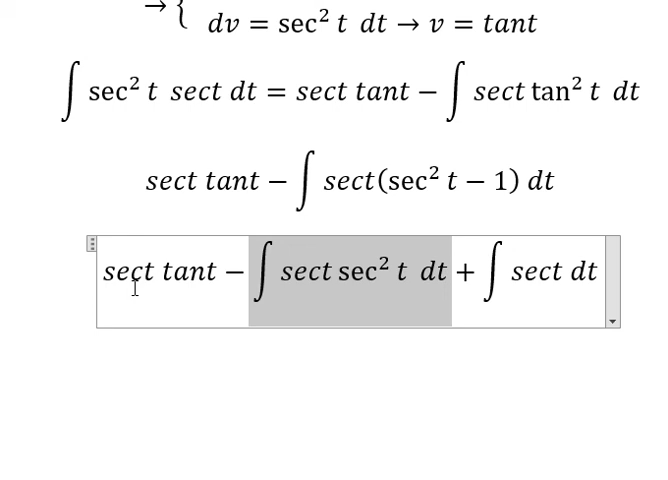 → { dv = sec² t dt → v = tant
∫ sec² t sect dt = sect tant − ∫ sect tan² t dt
sect tant − ∫ sect(sec² t − 1) dt
sect tant − ∫ sect sec² t dt + ∫ sect dt